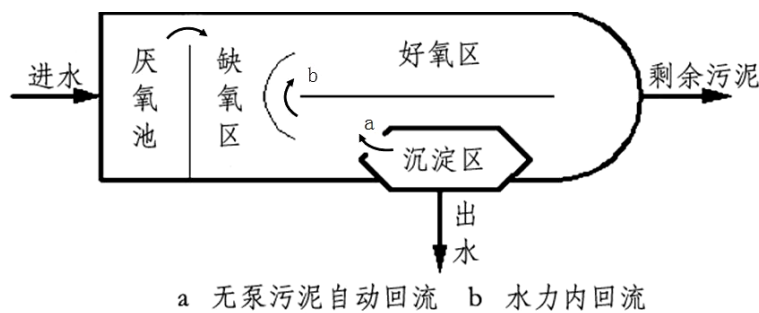 进水
厌氧池
缺氧区
b
好氧区
剩余污泥
a
沉淀区
出水
a 无泵污泥自动回流 b 水力内回流